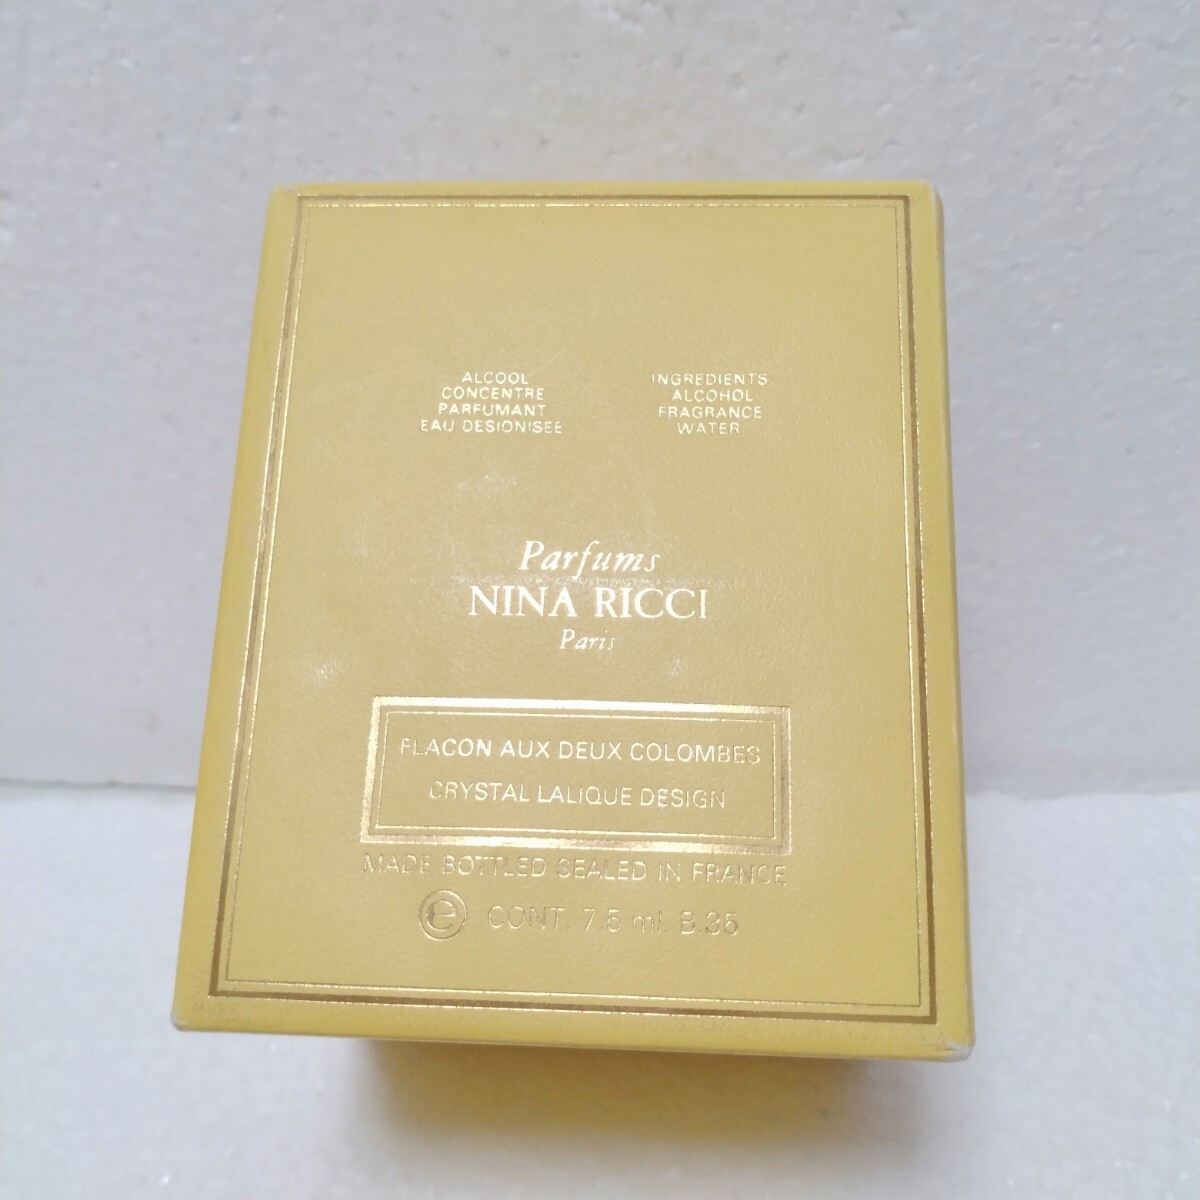 ALCOOL
CONCENTRE
PARFUMANT
EAU DESIONISEE
INGREDIENTS
ALCOHOL
FRAGRANCE
WATER
Parfums
NINA RICCI
Paris
FLACON AUX DEUX COLOMBES
CRYSTAL LALIQUE DESIGN
MADE BOTTLED SEALED IN FRANCE
e CONT. 7.5 ml. B.35